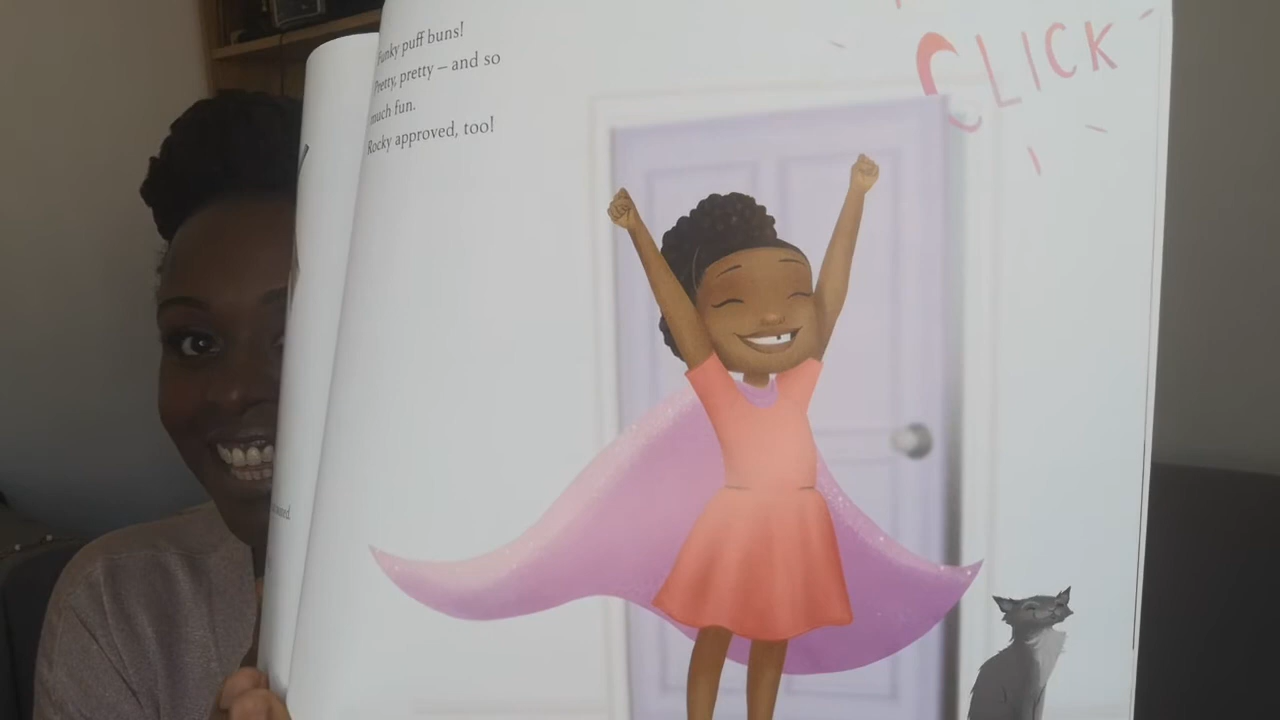 Funky puff buns!
Pretty, pretty – and so
much fun.
Rocky approved, too!
CLICK